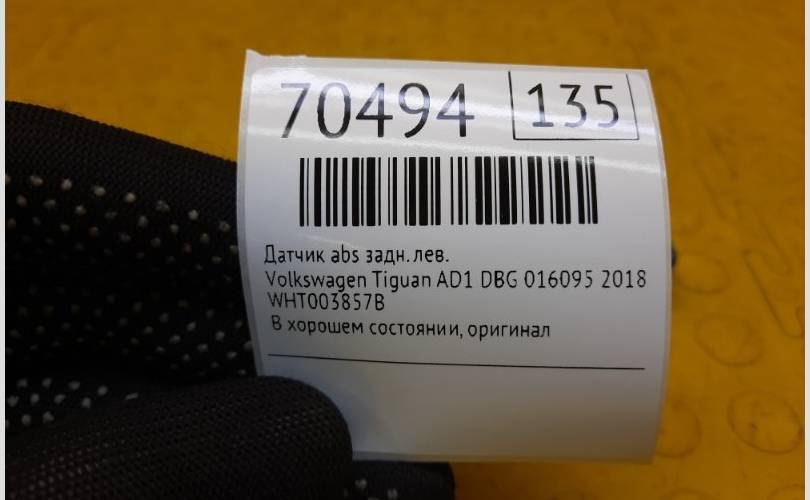 70494 135
Датчик abs задн.лев.
Volkswagen Tiguan AD1 DBG 016095 2018
WHT003857B
В хорошем состоянии, оригинал